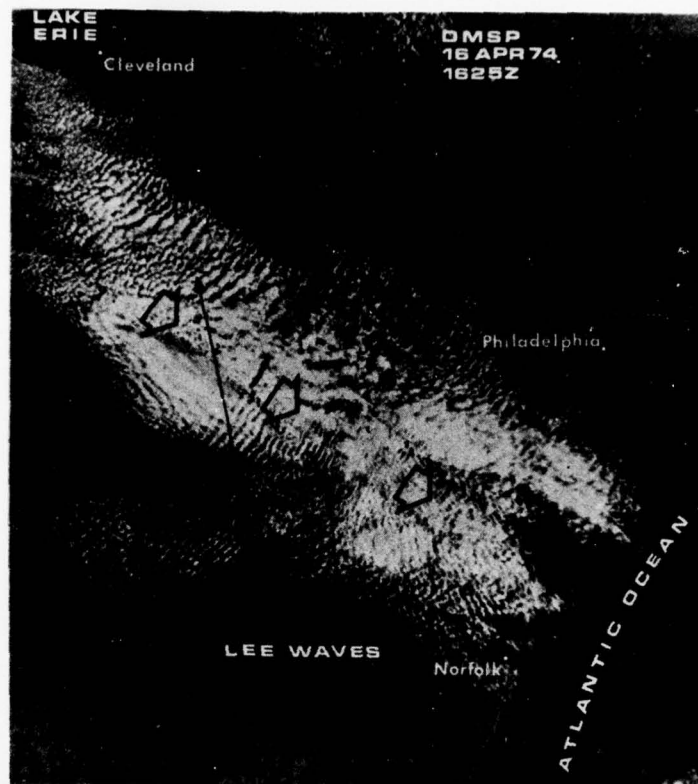 LAKE
ERIE
Cleveland
DMSP
16 APR 74
1625Z
Philadelphia
ATLANTIC OCEAN
LEE WAVES
Norfolk